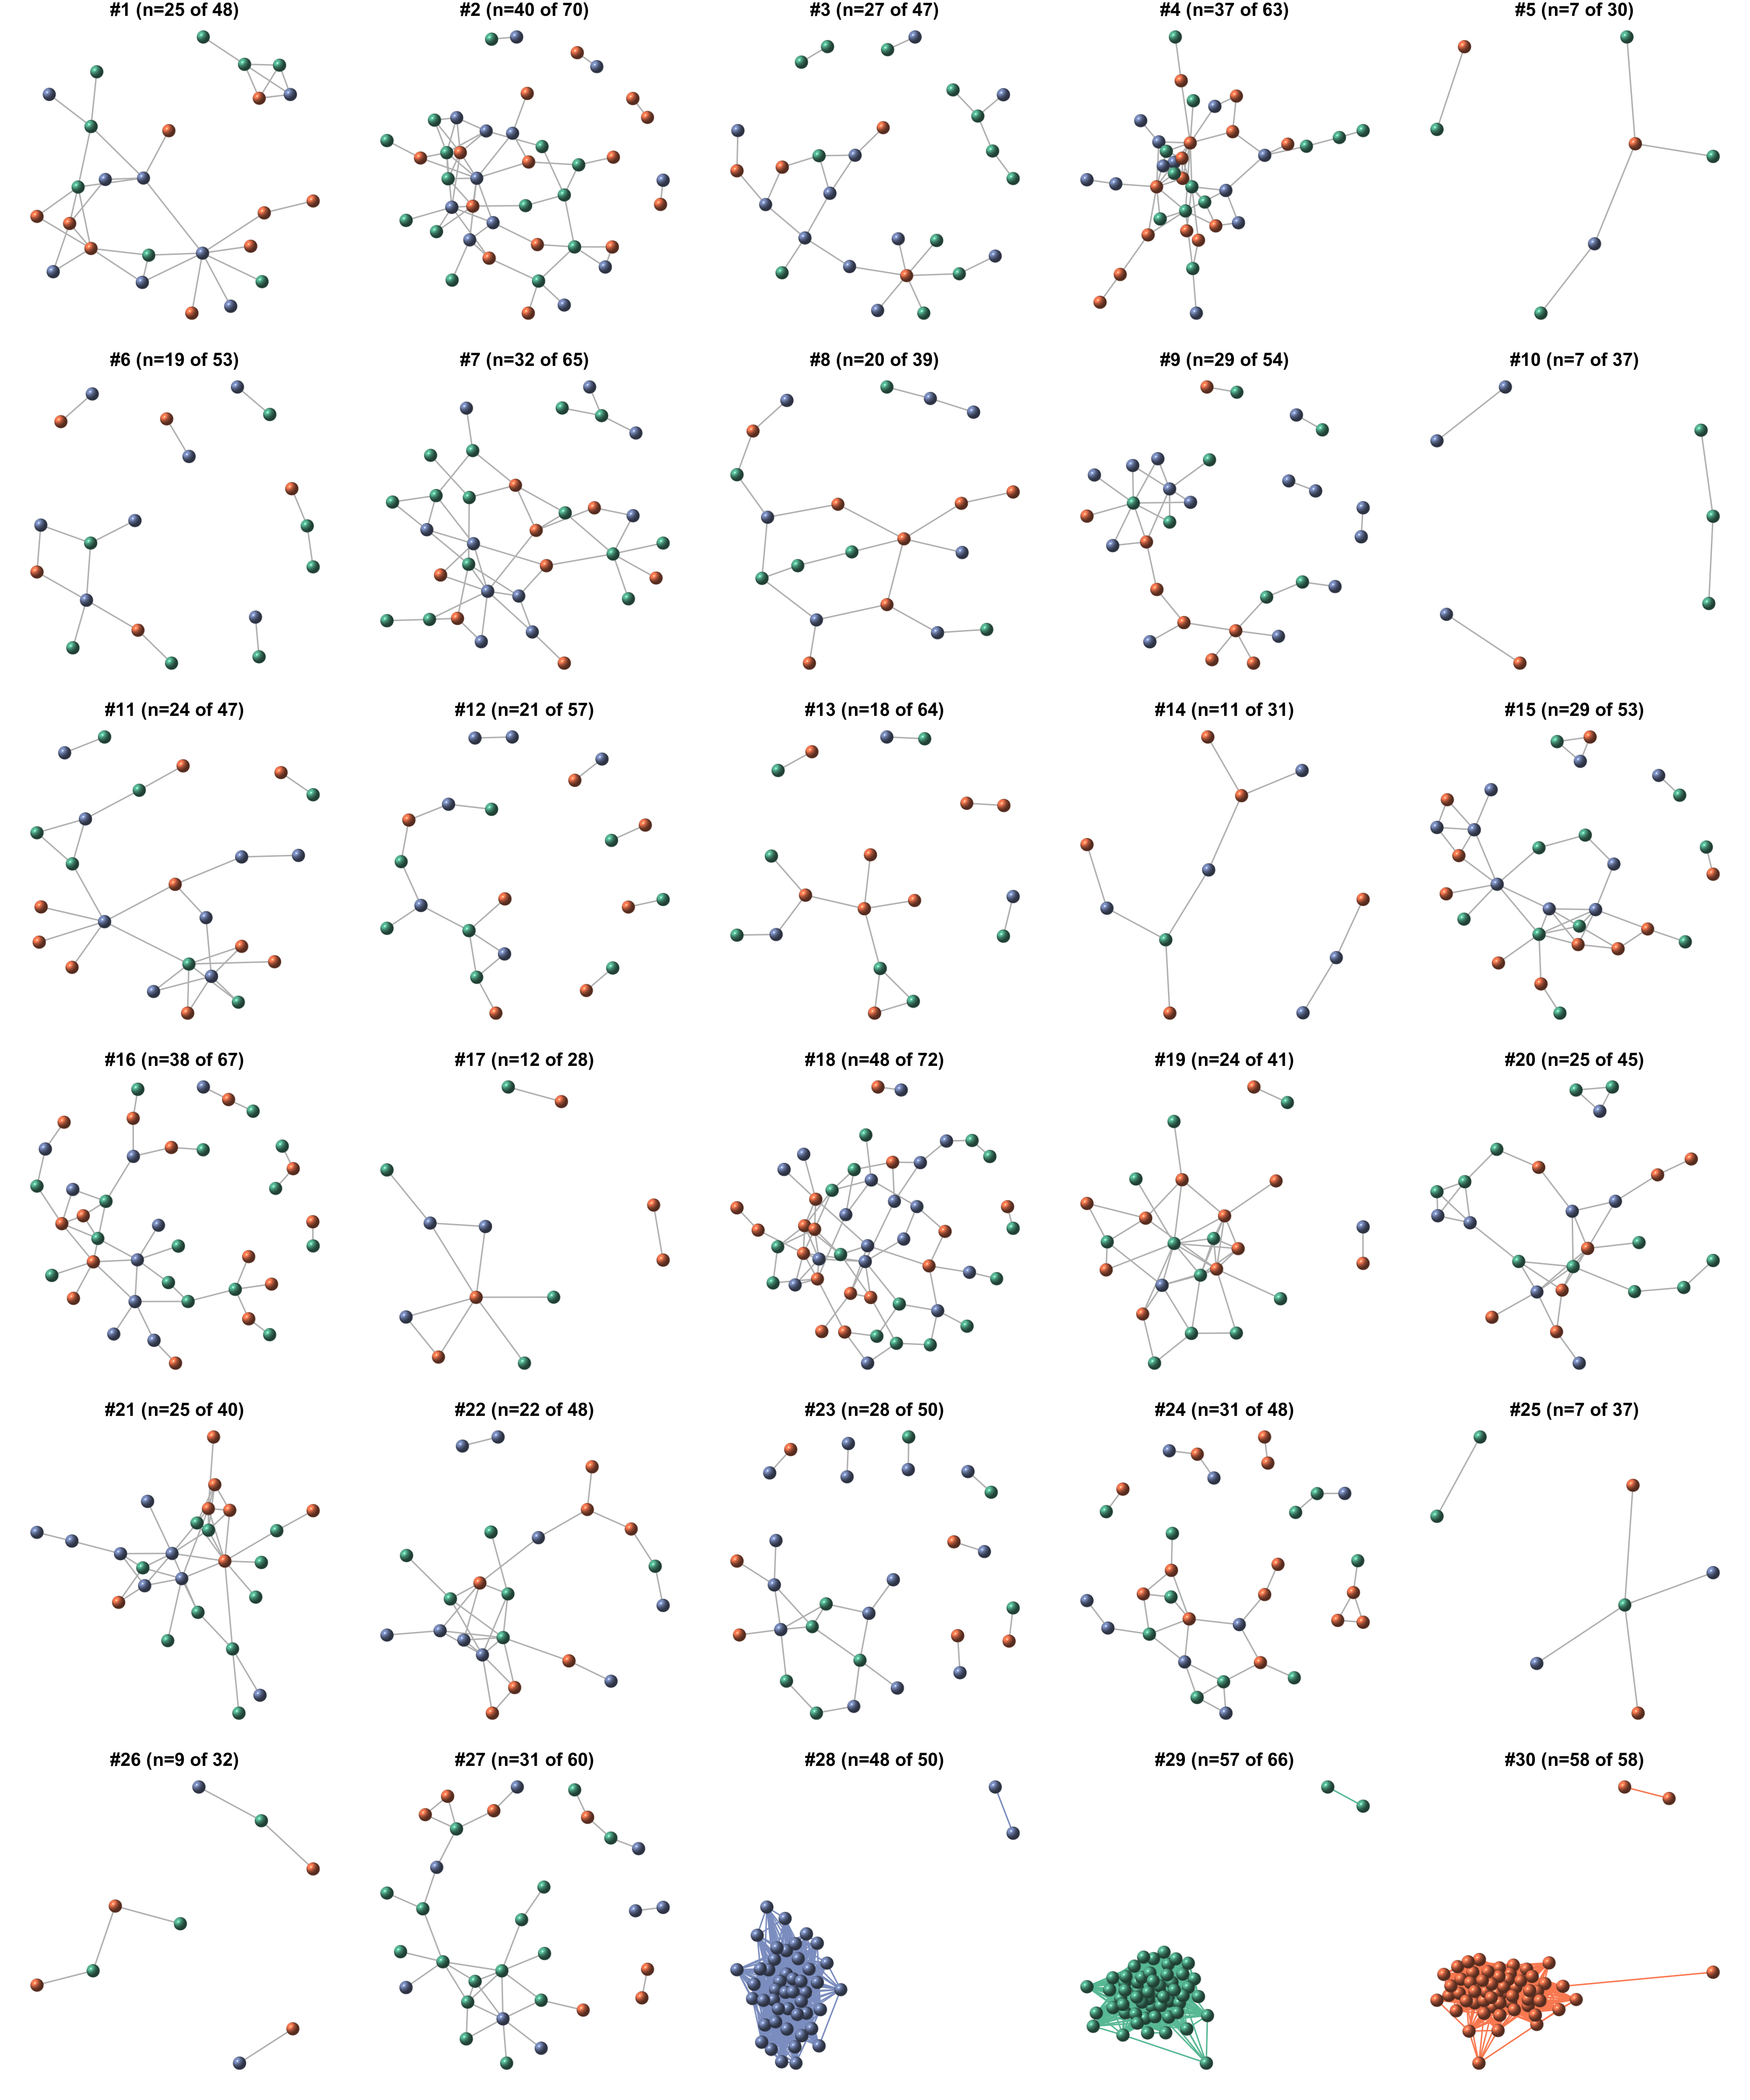 #1 (n=25 of 48) #2 (n=40 of 70) #3 (n=27 of 47) #4 (n=37 of 63) #5 (n=7 of 30)
#6 (n=19 of 53) #7 (n=32 of 65) #8 (n=20 of 39) #9 (n=29 of 54) #10 (n=7 of 37)
#11 (n=24 of 47) #12 (n=21 of 57) #13 (n=18 of 64) #14 (n=11 of 31) #15 (n=29 of 53)
#16 (n=38 of 67) #17 (n=12 of 28) #18 (n=48 of 72) #19 (n=24 of 41) #20 (n=25 of 45)
#21 (n=25 of 40) #22 (n=22 of 48) #23 (n=28 of 50) #24 (n=31 of 48) #25 (n=7 of 37)
#26 (n=9 of 32) #27 (n=31 of 60) #28 (n=48 of 50) #29 (n=57 of 66) #30 (n=58 of 58)